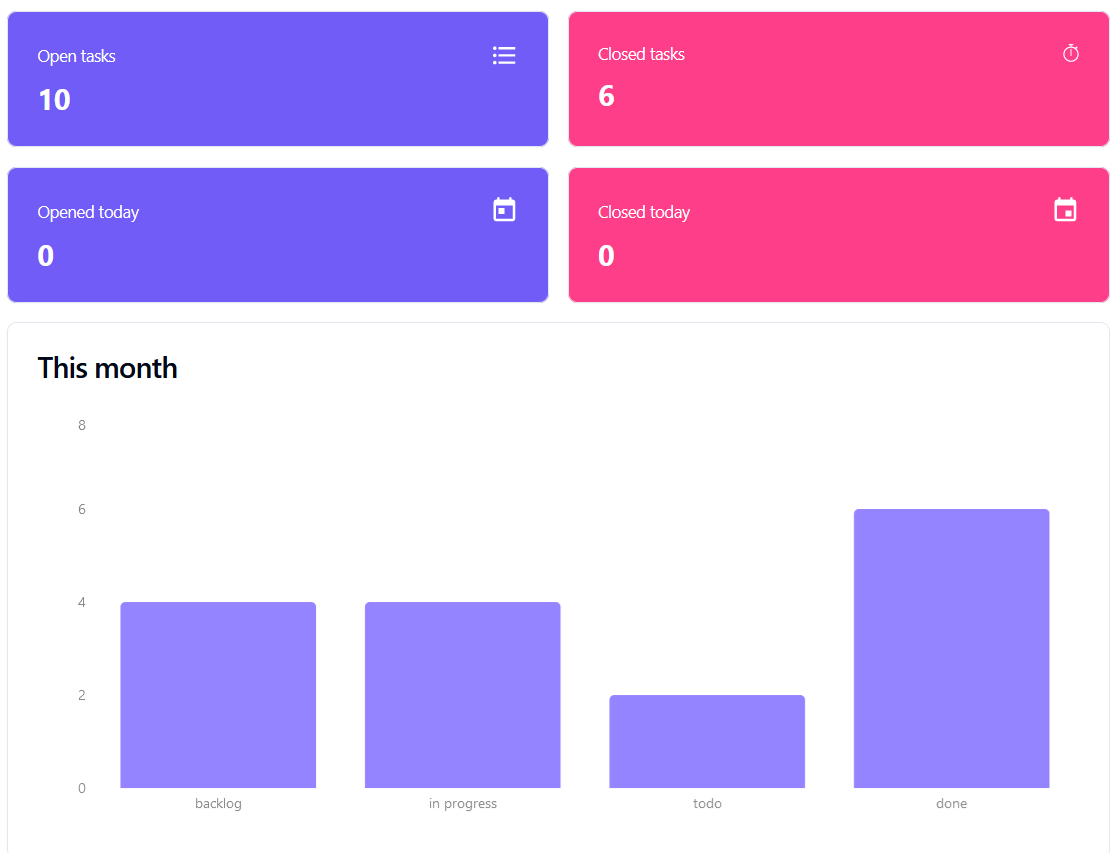 Open tasks
10
Closed tasks
6
Opened today
0
Closed today
0
This month
8
6
4
2
0
backlog
in progress
todo
done